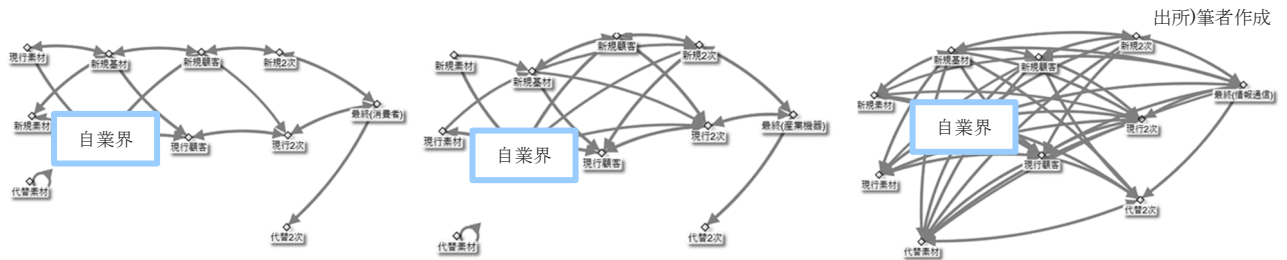 出所)筆者作成
現行素材
新規基材
新規顧客
新規2次
新規素材
自業界
現行顧客
現行2次
最終(消費者)
代替素材
代替2次
新規素材
新規基材
新規顧客
新規2次
現行素材
自業界
現行顧客
現行2次
最終(産業機器)
代替素材
代替2次
新規基材
新規顧客
新規2次
新規素材
自業界
現行2次
最終(情報通信)
現行素材
現行顧客
代替2次
代替素材